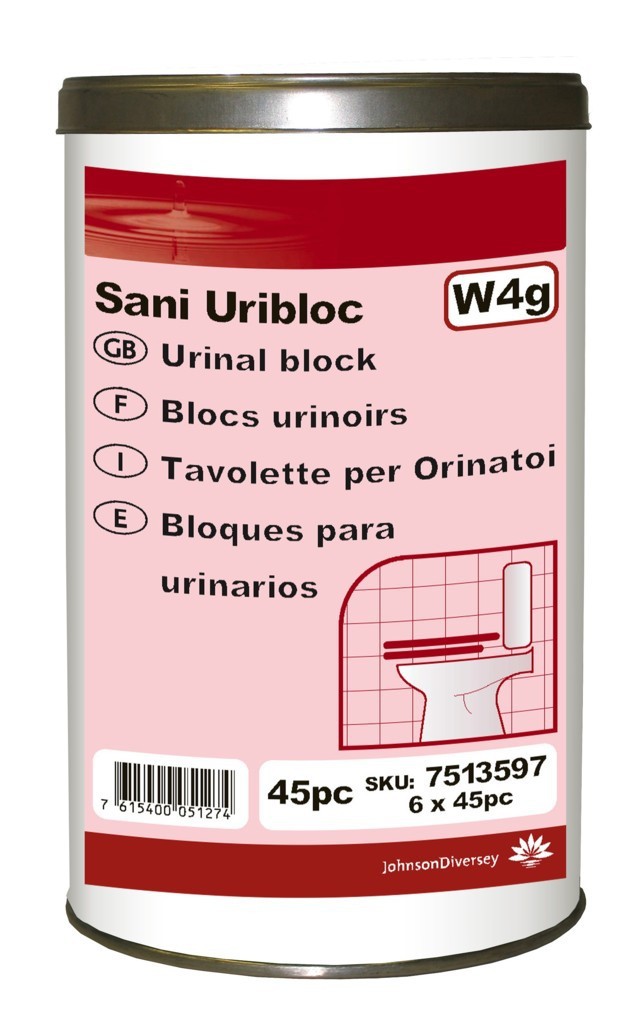 Sani Uribloc
W4g
GB Urinal block
F Blocs urinoirs
I Tavolette per Orinatoi
E Bloques para
urinarios
7 615400 051274
45pc SKU: 7513597
6 x 45pc
JohnsonDiversey